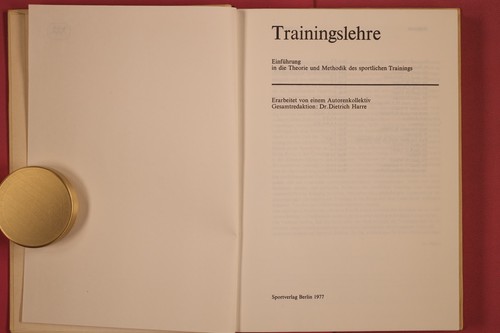 Trainingslehre
Einführung
in die Theorie und Methodik des sportlichen Trainings
Erarbeitet von einem Autorenkollektiv
Gesamtredaktion: Dr. Dietrich Harre
Sportverlag Berlin 1977